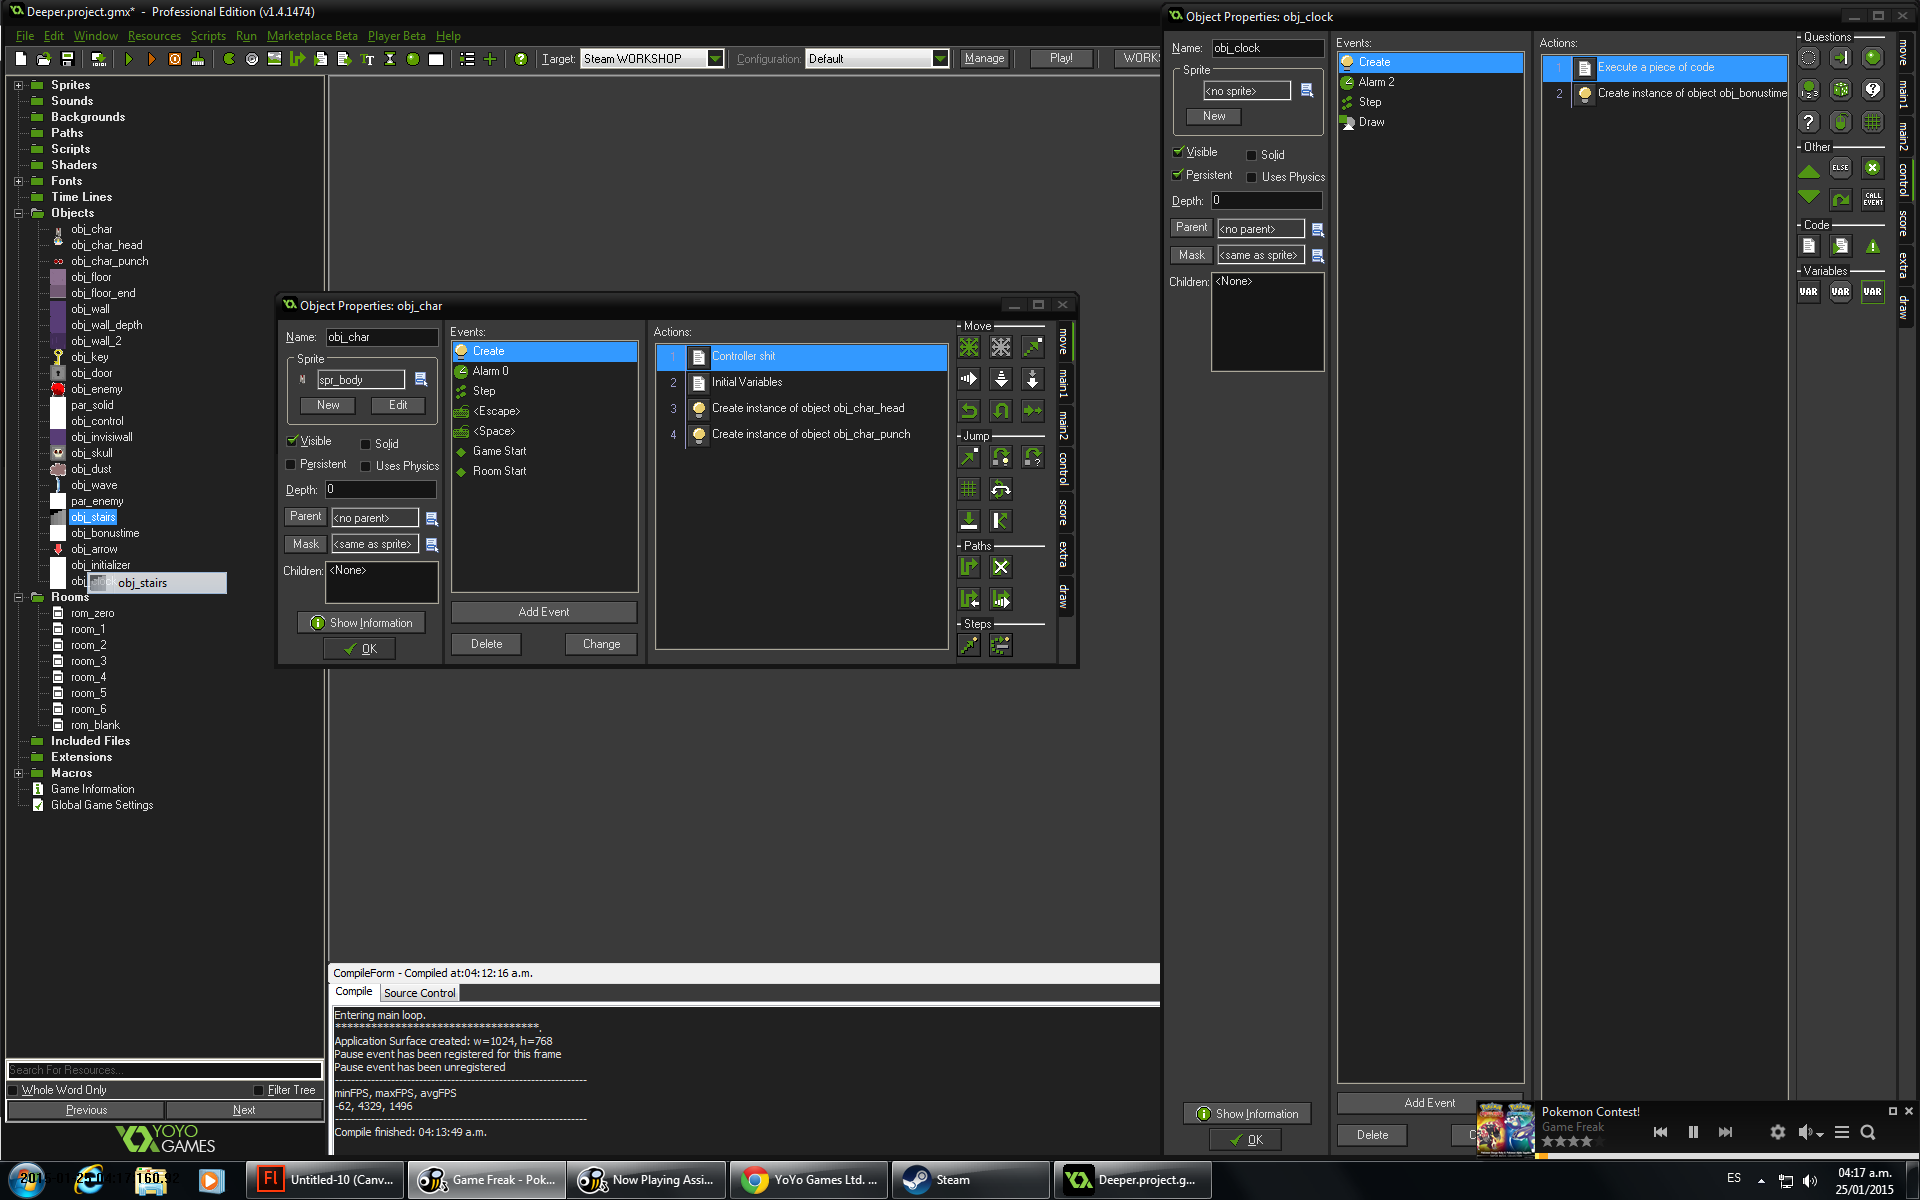 Deeper.project.gmx* - Professional Edition (v1.4.1474)
File Edit Window Resources Scripts Run Marketplace Beta Player Beta Help
Target: Steam WORKSHOP Configuration: Default Manage Play! WORKS
Sprites
Sounds
Backgrounds
Paths
Scripts
Shaders
Fonts
Time Lines
Objects
obj_char
obj_char_head
obj_char_punch
obj_floor
obj_floor_end
obj_wall
obj_wall_depth
obj_wall_2
obj_key
obj_door
obj_enemy
par_solid
obj_control
obj_invisiwall
obj_skull
obj_dust
obj_wave
par_enemy
obj_stairs
obj_bonustime
obj_arrow
obj_initializer
obj_stairs
Rooms
rom_zero
room_1
room_2
room_3
room_4
room_5
room_6
rom_blank
Included Files
Extensions
Macros
Game Information
Global Game Settings
Search For Resources...
Whole Word Only Filter Tree
Previous Next
YOYO
GAMES
Object Properties: obj_char
Name: obj_char
Sprite
spr_body
New Edit
Visible Solid
Persistent Uses Physics
Depth: 0
Parent <no parent>
Mask <same as sprite>
Children: <None>
Show Information
OK
Events:
Create
Alarm 0
Step
<Escape>
<Space>
Game Start
Room Start
Add Event
Delete Change
Actions:
1 Controller shit
2 Initial Variables
3 Create instance of object obj_char_head
4 Create instance of object obj_char_punch
Move
Jump
Paths
Steps
move
main1
main2
control
score
extra
draw
CompileForm - Compiled at:04:12:16 a.m.
Compile Source Control
Entering main loop.
**********************************.
Application Surface created: w=1024, h=768
Pause event has been registered for this frame
Pause event has been unregistered
minFPS, maxFPS, avgFPS
-62, 4329, 1496
Compile finished: 04:13:49 a.m.
Object Properties: obj_clock
Name: obj_clock
Sprite
<no sprite>
New
Visible Solid
Persistent Uses Physics
Depth: 0
Parent <no parent>
Mask <same as sprite>
Children: <None>
Show Information
OK
Events:
Create
Alarm 2
Step
Draw
Add Event
Delete
Actions:
1 Execute a piece of code
2 Create instance of object obj_bonustime
Questions
Other
ELSE
CALL EVENT
Code
Variables
VAR VAR VAR
move
main1
main2
control
score
extra
draw
Pokemon Contest!
Game Freak
Untitled-10 (Canv...
Game Freak - Pok...
Now Playing Assi...
YoYo Games Ltd. ...
Steam
Deeper.project.g...
ES
04:17 a.m.
25/01/2015